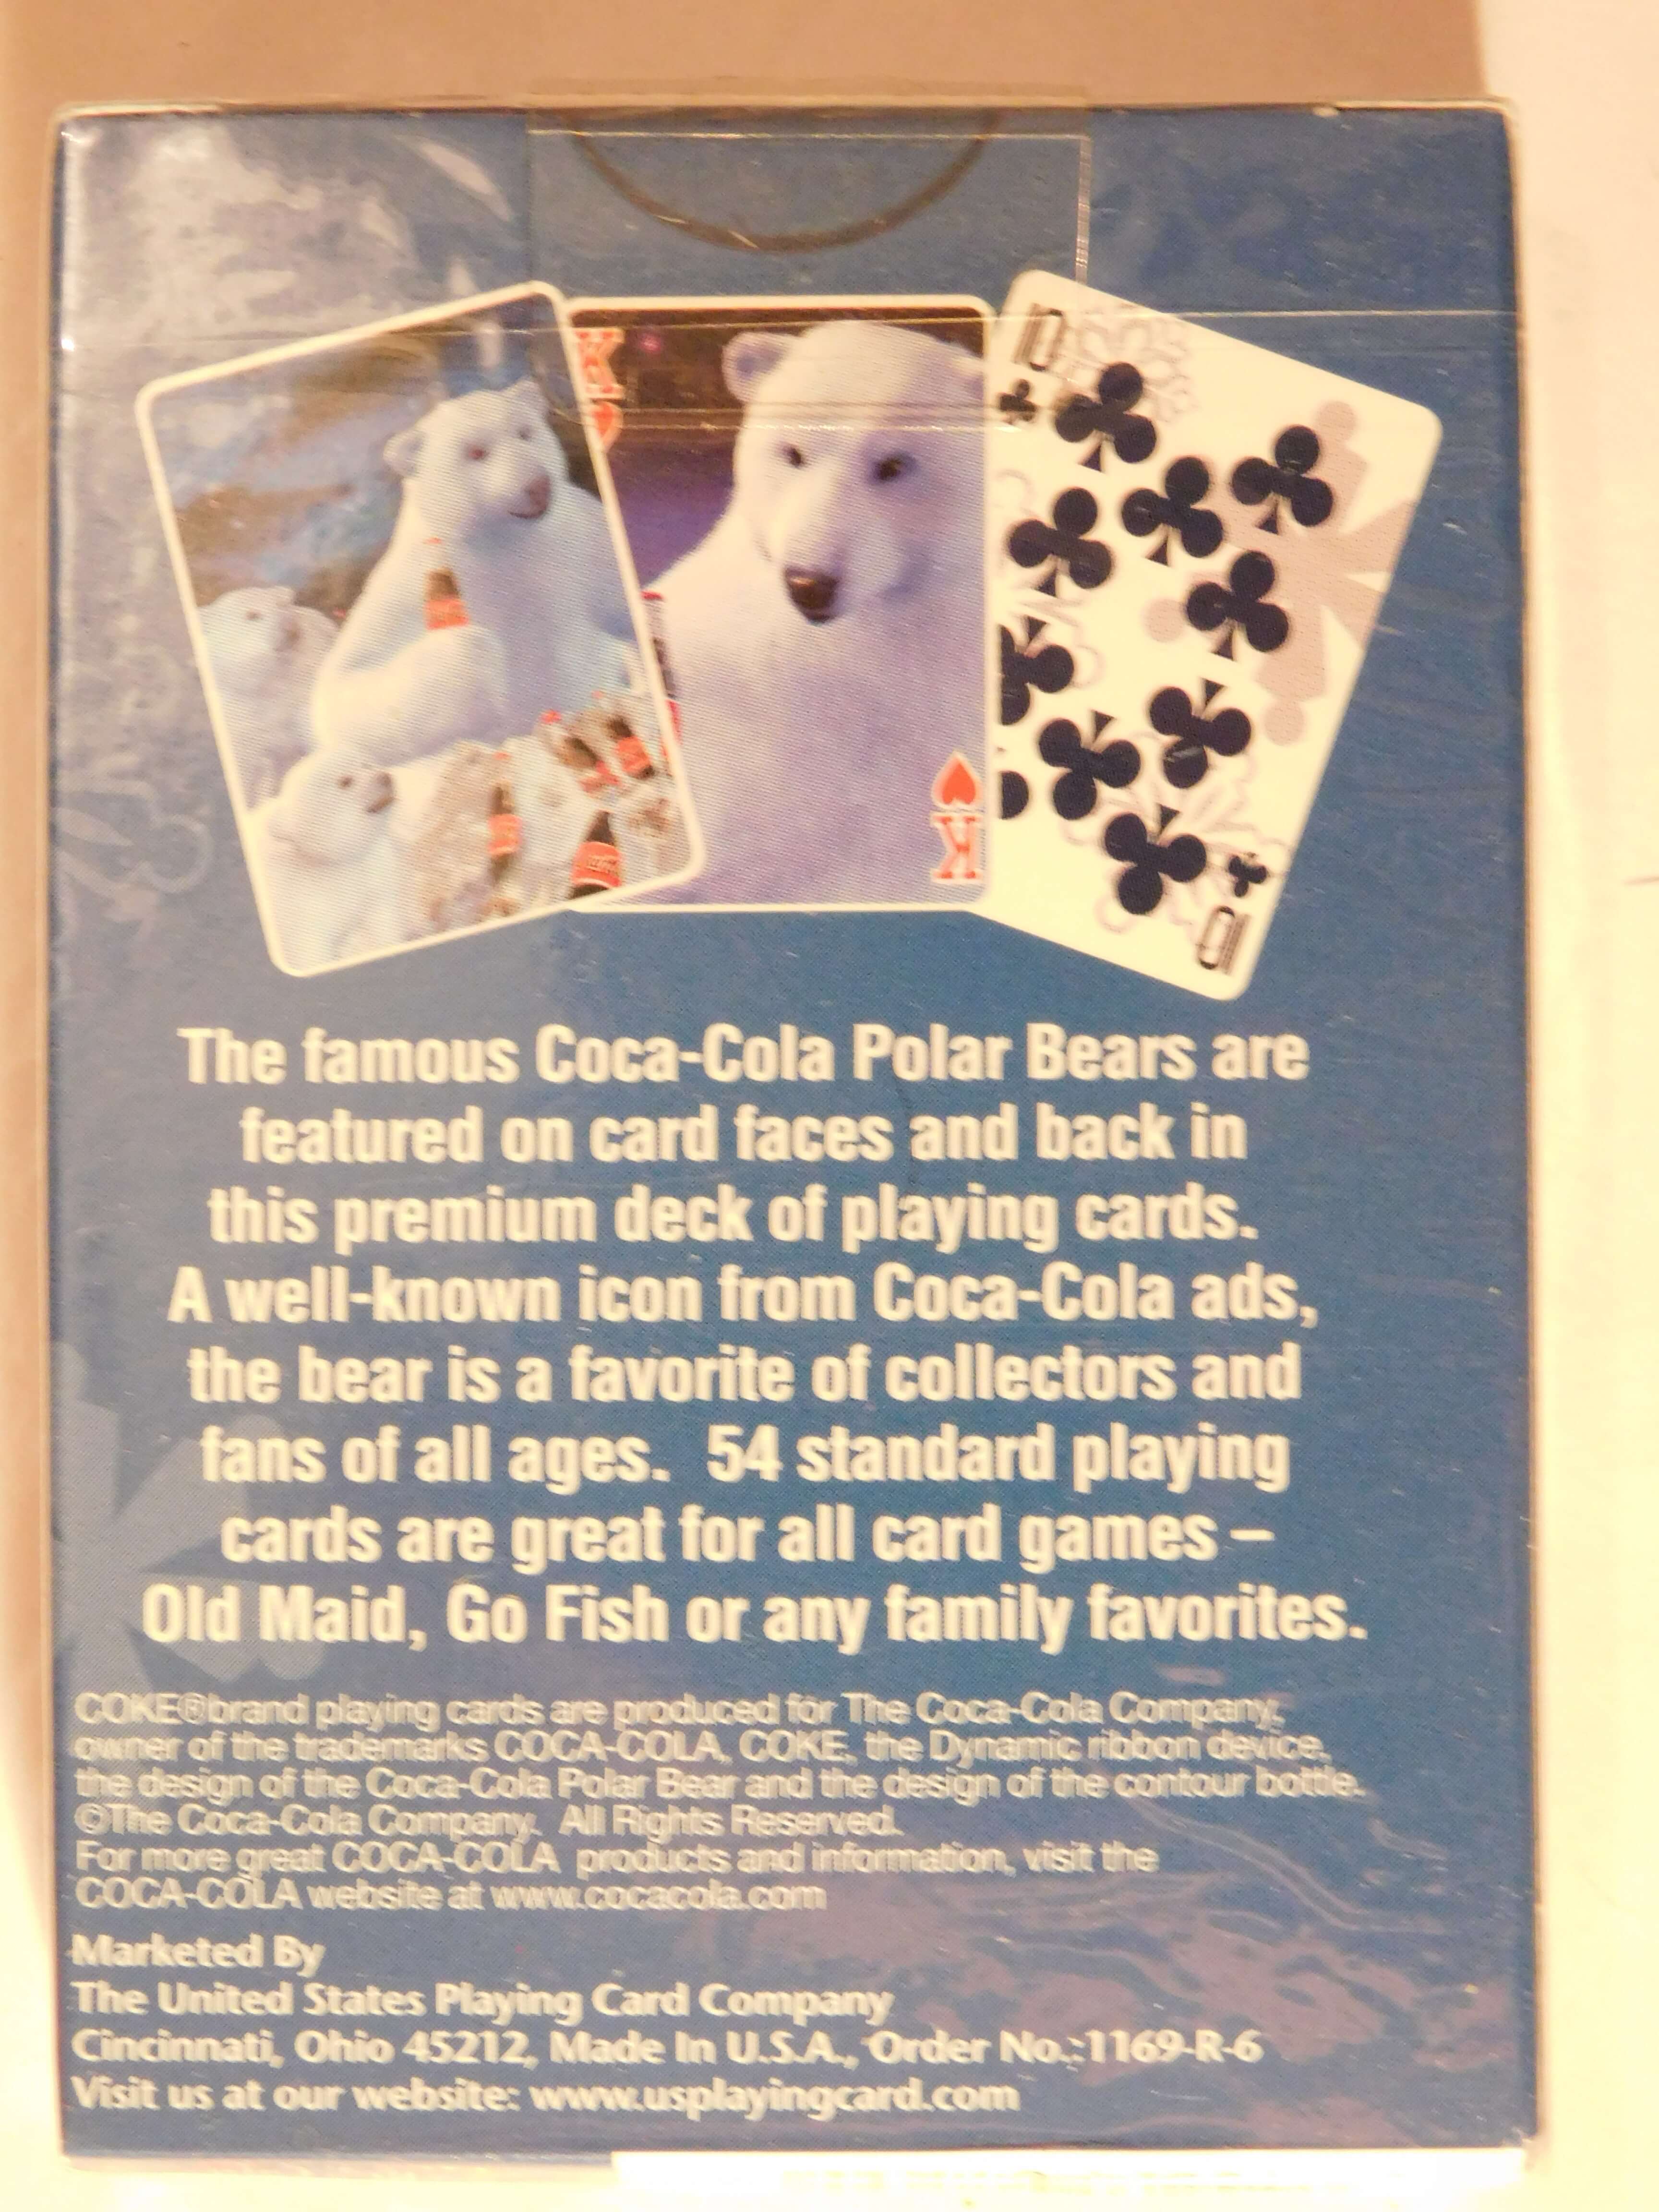 K
10
K
10
The famous Coca-Cola Polar Bears are
featured on card faces and back in
this premium deck of playing cards.
A well-known icon from Coca-Cola ads,
the bear is a favorite of collectors and
fans of all ages. 54 standard playing
cards are great for all card games –
Old Maid, Go Fish or any family favorites.
COKE®brand playing cards are produced for The Coca-Cola Company,
owner of the trademarks COCA-COLA, COKE, the Dynamic ribbon device,
the design of the Coca-Cola Polar Bear and the design of the contour bottle.
©The Coca-Cola Company. All Rights Reserved.
For more great COCA-COLA products and information, visit the
COCA-COLA website at www.cocacola.com
Marketed By
The United States Playing Card Company
Cincinnati, Ohio 45212, Made In U.S.A., Order No.:1169-R-6
Visit us at our website: www.usplayingcard.com